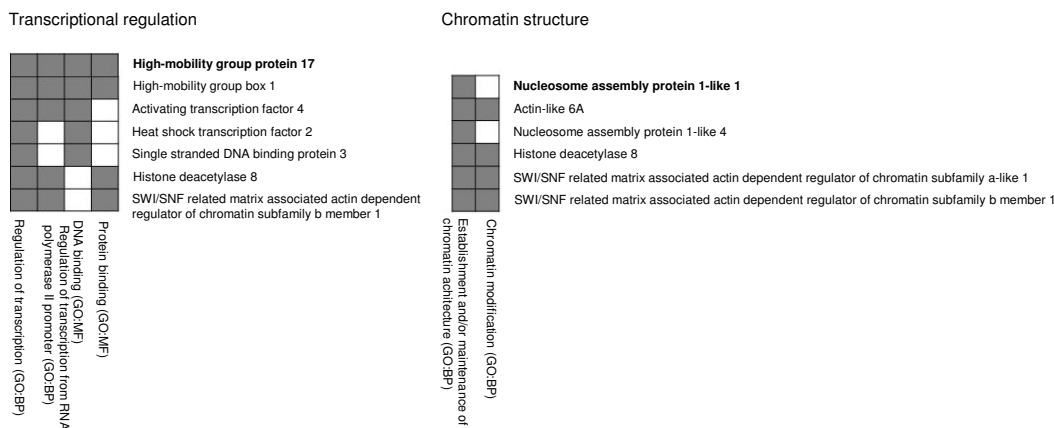 Transcriptional regulation
High-mobility group protein 17
High-mobility group box 1
Activating transcription factor 4
Heat shock transcription factor 2
Single stranded DNA binding protein 3
Histone deacetylase 8
SWI/SNF related matrix associated actin dependent
regulator of chromatin subfamily b member 1
Regulation of transcription (GO:BP)
Regulation of transcription from RNA
polymerase II promoter (GO:BP)
DNA binding (GO:MF)
Protein binding (GO:MF)
Chromatin structure
Nucleosome assembly protein 1-like 1
Actin-like 6A
Nucleosome assembly protein 1-like 4
Histone deacetylase 8
SWI/SNF related matrix associated actin dependent regulator of chromatin subfamily a-like 1
SWI/SNF related matrix associated actin dependent regulator of chromatin subfamily b member 1
Establishment and/or maintenance of
chromatin achitecture (GO:BP)
Chromatin modification (GO:BP)